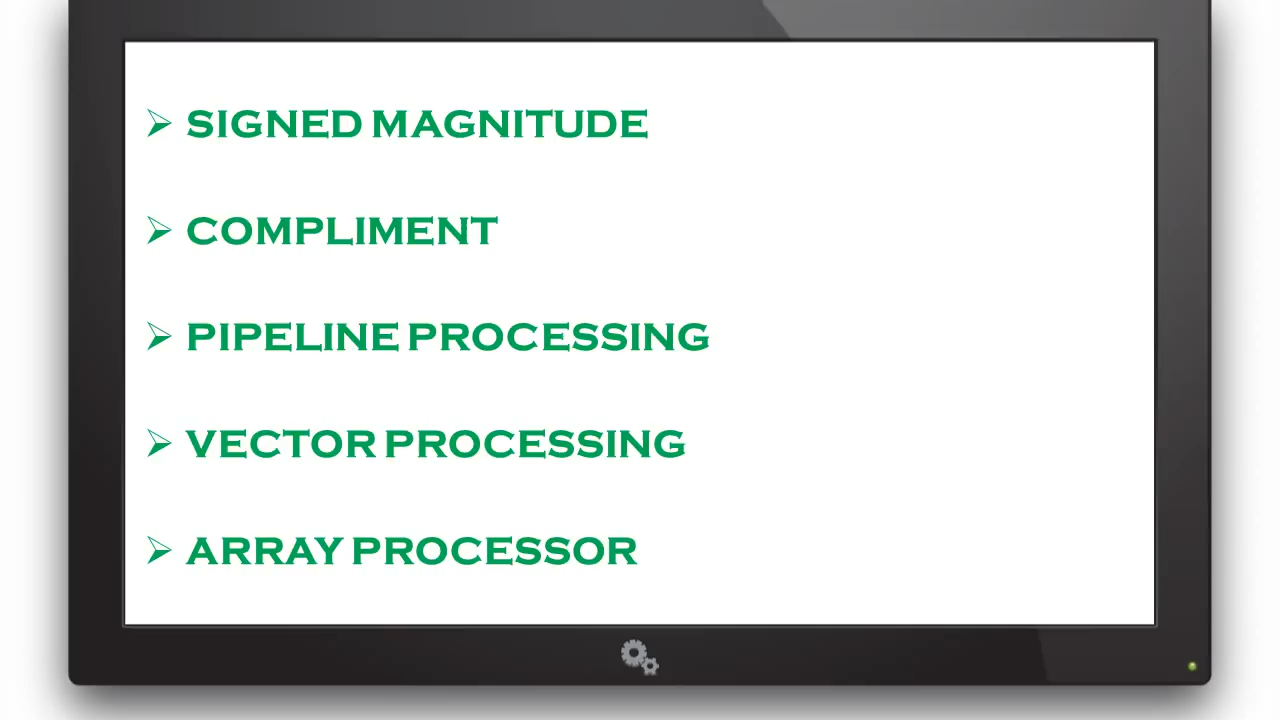 SIGNED MAGNITUDE
COMPLIMENT
PIPELINE PROCESSING
VECTOR PROCESSING
ARRAY PROCESSOR